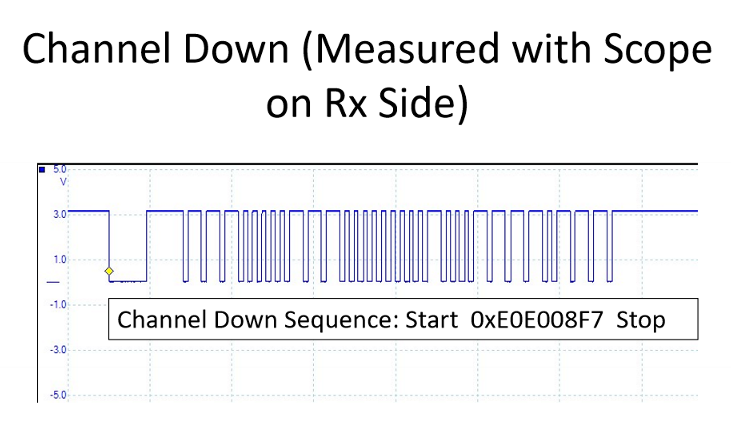 Channel Down (Measured with Scope
on Rx Side)
5.0
V
3.0
1.0
-1.0
Channel Down Sequence: Start 0xE0E008F7 Stop
-3.0
-5.0